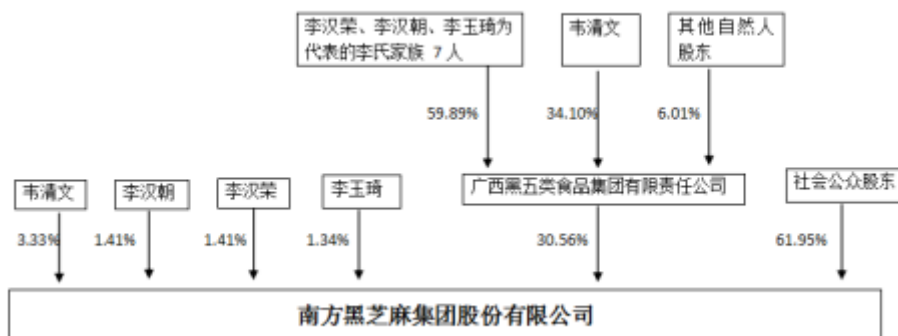 李汉荣、李汉朝、李玉琦为
代表的李氏家族 7 人
韦清文
其他自然人
股东
59.89%
34.10%
6.01%
韦清文
李汉朝
李汉荣
李玉琦
广西黑五类食品集团有限责任公司
社会公众股东
3.33%
1.41%
1.41%
1.34%
30.56%
61.95%
南方黑芝麻集团股份有限公司